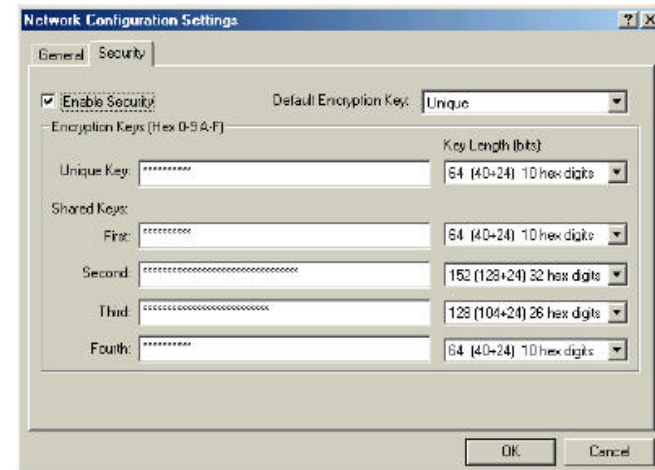 Network Configuration Settings
General Security
Enable Security Default Encryption Key: Unique
Encryption Keys (Hex 0-9 A-F)
Key Length (bits):
Unique Key: ********** 64 (40+24) 10 hex digits
Shared Keys:
First: ********** 64 (40+24) 10 hex digits
Second: ******************************** 152 (128+24) 32 hex digits
Third: ************************** 128 (104+24) 26 hex digits
Fourth: ********** 64 (40+24) 10 hex digits
OK Cancel